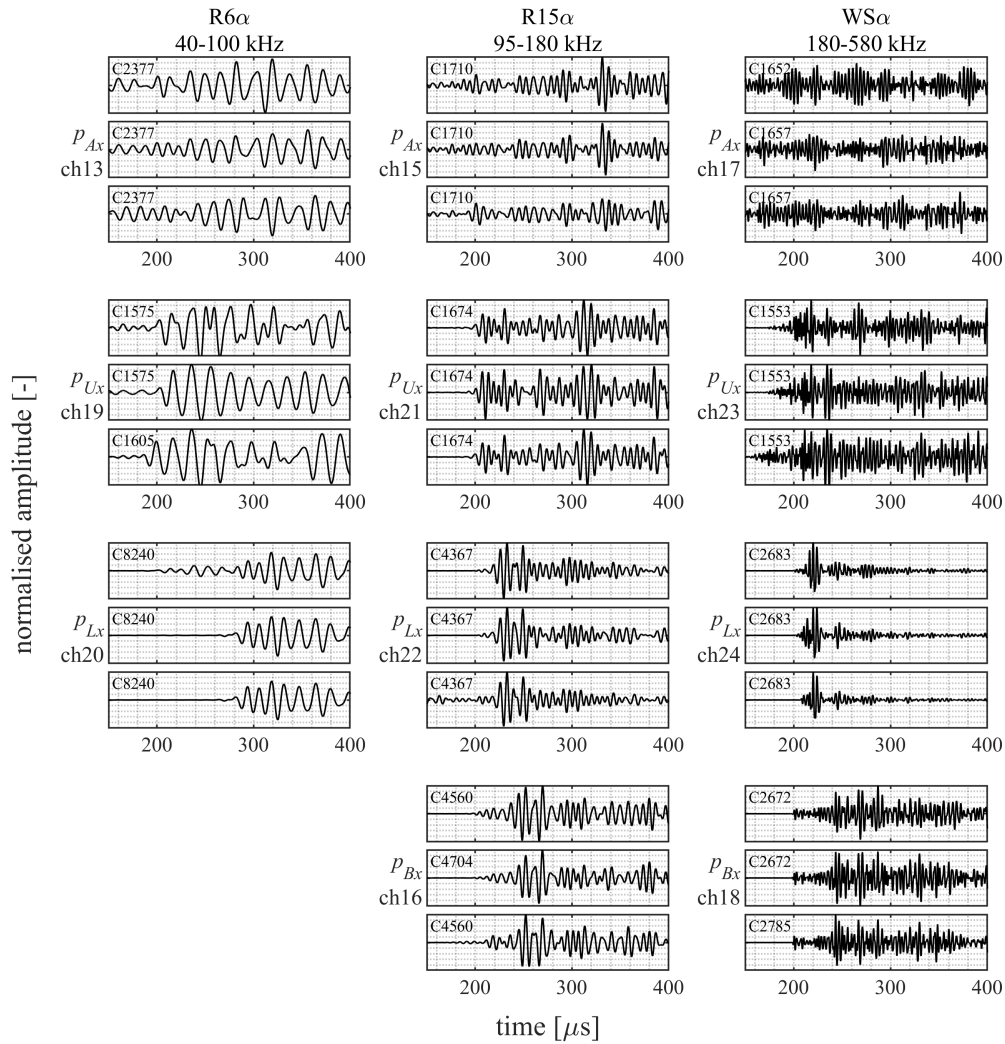 R6α R15α WSα
40-100 kHz 95-180 kHz 180-580 kHz
C2377 C1710 C1652
p_Ax C2377 p_Ax C1710 p_Ax C1657
ch13 ch15 ch17
C2377 C1710 C1657
200 300 400 200 300 400 200 300 400
C1575 C1674 C1553
p_Ux C1575 p_Ux C1674 p_Ux C1553
ch19 ch21 ch23
C1605 C1674 C1553
200 300 400 200 300 400 200 300 400
normalised amplitude [-]
C8240 C4367 C2683
p_Lx C8240 p_Lx C4367 p_Lx C2683
ch20 ch22 ch24
C8240 C4367 C2683
200 300 400 200 300 400 200 300 400
C4560 C2672
p_Bx C4704 p_Bx C2672
ch16 ch18
C4560 C2785
200 300 400 200 300 400
time [μs]